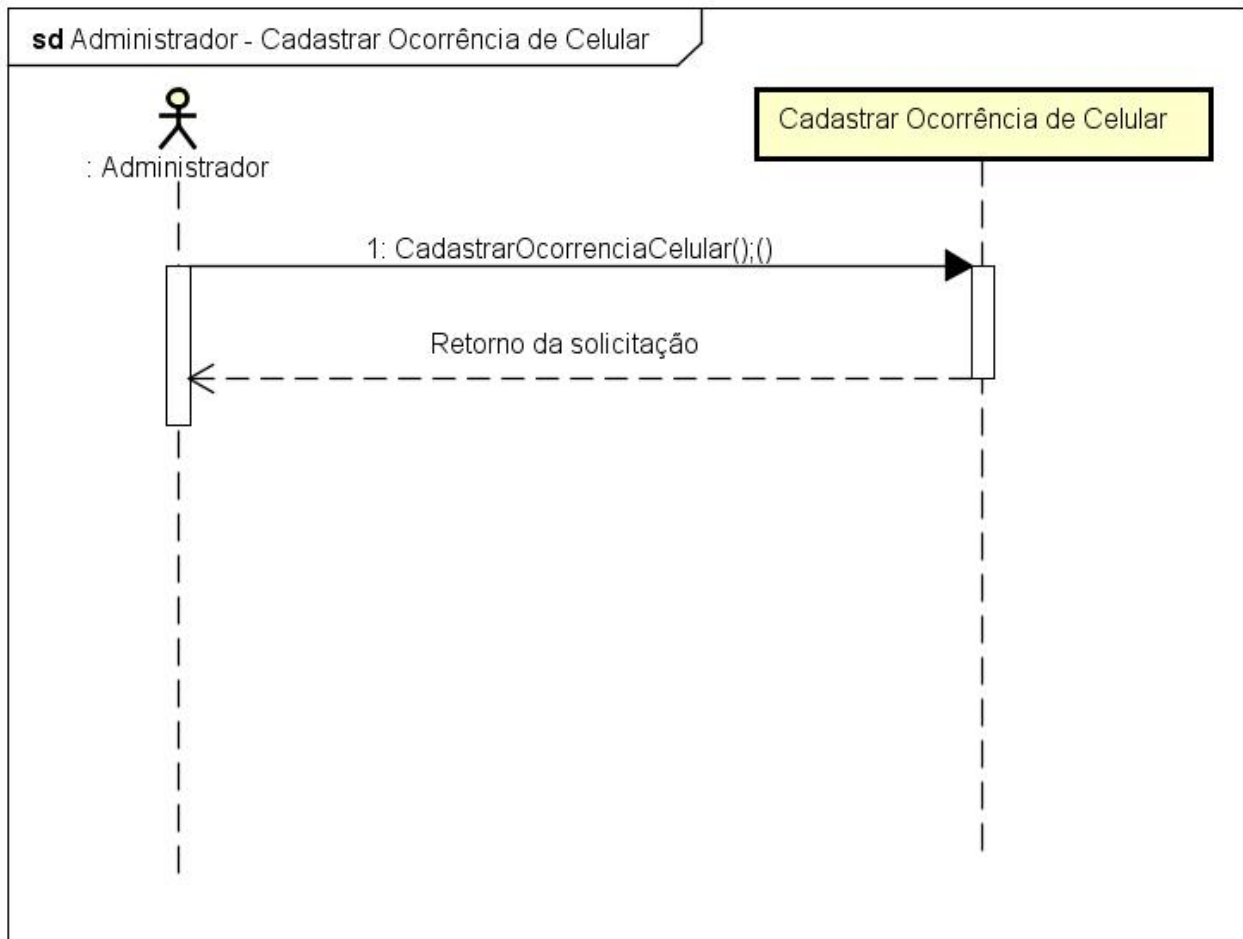 sd Administrador - Cadastrar Ocorrência de Celular
: Administrador
Cadastrar Ocorrência de Celular
1: CadastrarOcorrenciaCelular();()
Retorno da solicitação